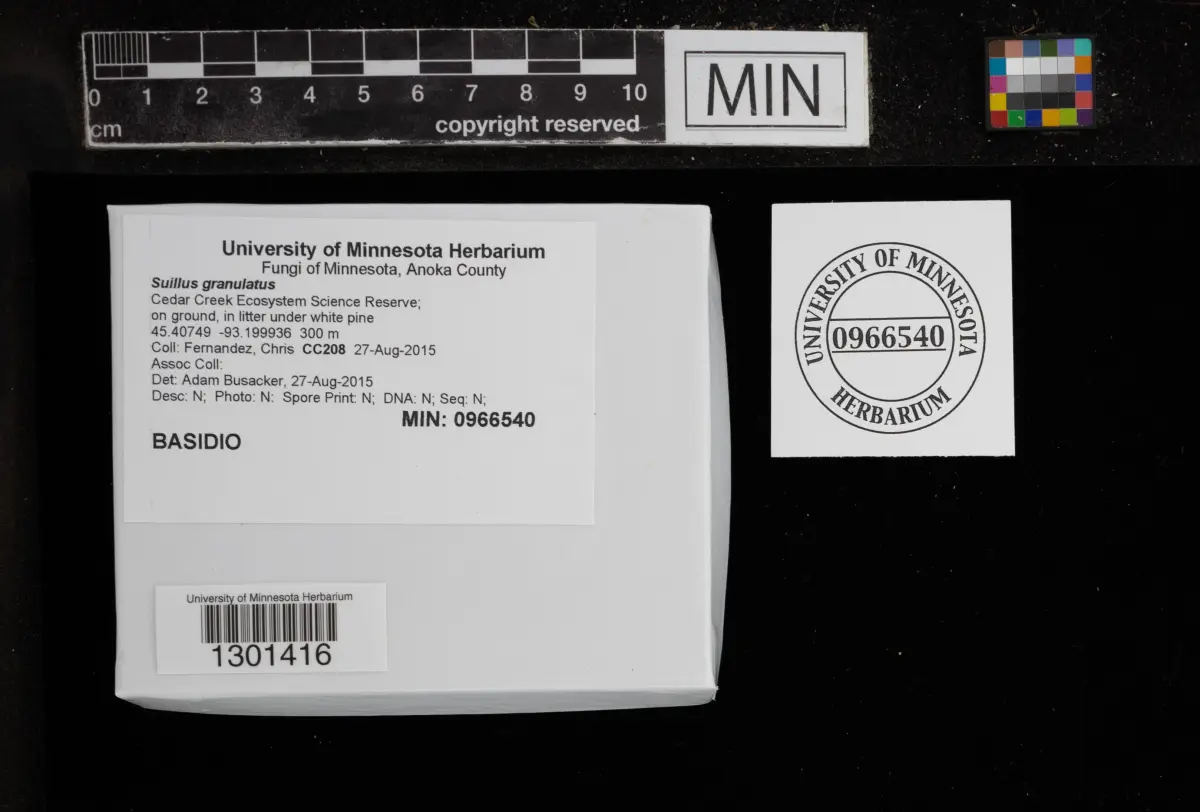 0 1 2 3 4 5 6 7 8 9 10
cm
copyright reserved
MIN
University of Minnesota Herbarium
Fungi of Minnesota, Anoka County
Suillus granulatus
Cedar Creek Ecosystem Science Reserve;
on ground, in litter under white pine
45.40749 -93.199936 300 m
Coll: Fernandez, Chris CC208 27-Aug-2015
Assoc Coll:
Det: Adam Busacker, 27-Aug-2015
Desc: N; Photo: N: Spore Print: N; DNA: N; Seq: N;
MIN: 0966540
BASIDIO
University of Minnesota Herbarium
1301416
UNIVERSITY OF MINNESOTA
0966540
HERBARIUM